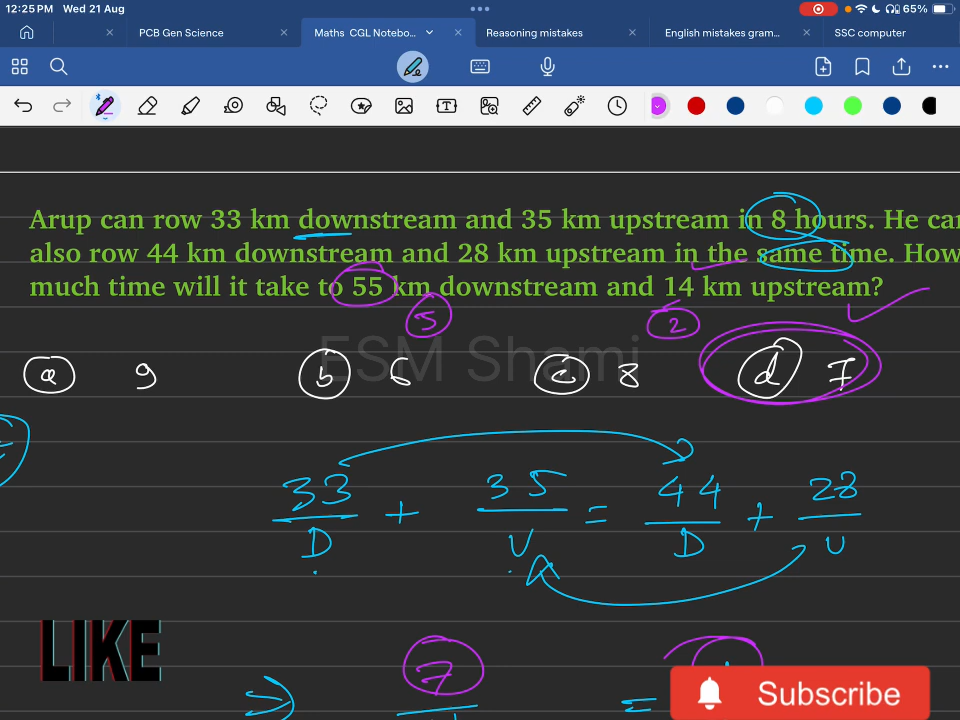 12:25 PM Wed 21 Aug 65%
PCB Gen Science × Maths CGL Notebo... × Reasoning mistakes × English mistakes gram... × SSC computer
Arup can row 33 km downstream and 35 km upstream in 8 hours. He can
also row 44 km downstream and 28 km upstream in the same time. How
much time will it take to 55 km downstream and 14 km upstream?
5 2
ESM Shami
a 9 b 6 c 8 d 7
33/D + 35/U = 44/D + 28/U
LIKE
7
=
Subscribe